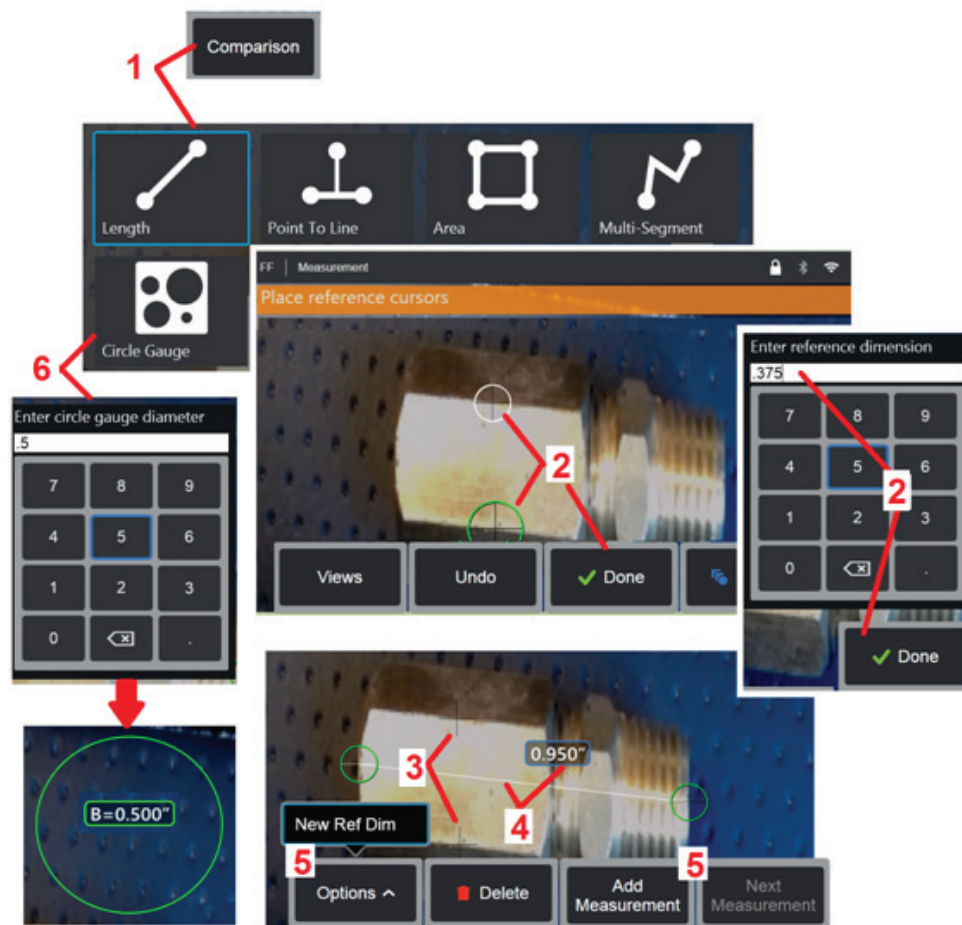 Comparison
1
Length
Point To Line
Area
Multi-Segment
Circle Gauge
6
FF | Measurement
Place reference cursors
2
Views
Undo
Done
Enter reference dimension
.375
7 8 9
4 5 6
2
1 2 3
0 .
Done
Enter circle gauge diameter
.5
7 8 9
4 5 6
1 2 3
0 .
B=0.500"
3
0.950"
4
New Ref Dim
5
5
Options
Delete
Add
Measurement
Next
Measurement